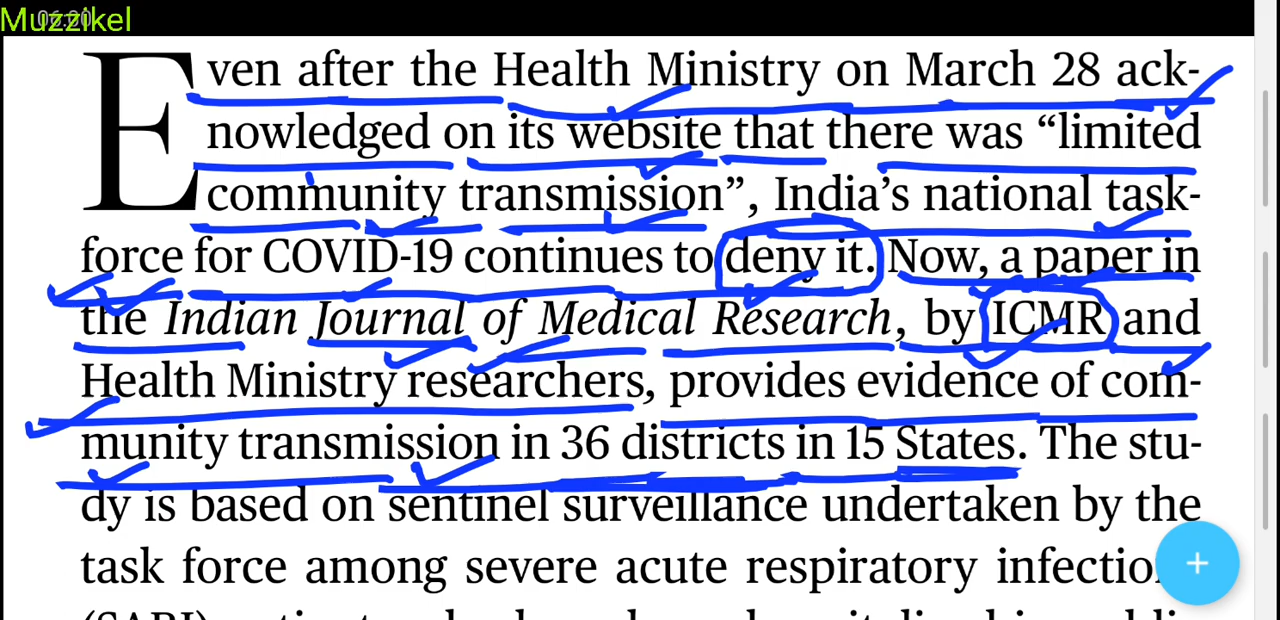 Muzzikel
Even after the Health Ministry on March 28 ack-
nowledged on its website that there was “limited
community transmission”, India’s national task-
force for COVID-19 continues to deny it. Now, a paper in
the Indian Journal of Medical Research, by ICMR and
Health Ministry researchers, provides evidence of com-
munity transmission in 36 districts in 15 States. The stu-
dy is based on sentinel surveillance undertaken by the
task force among severe acute respiratory infection
(SARI)
+